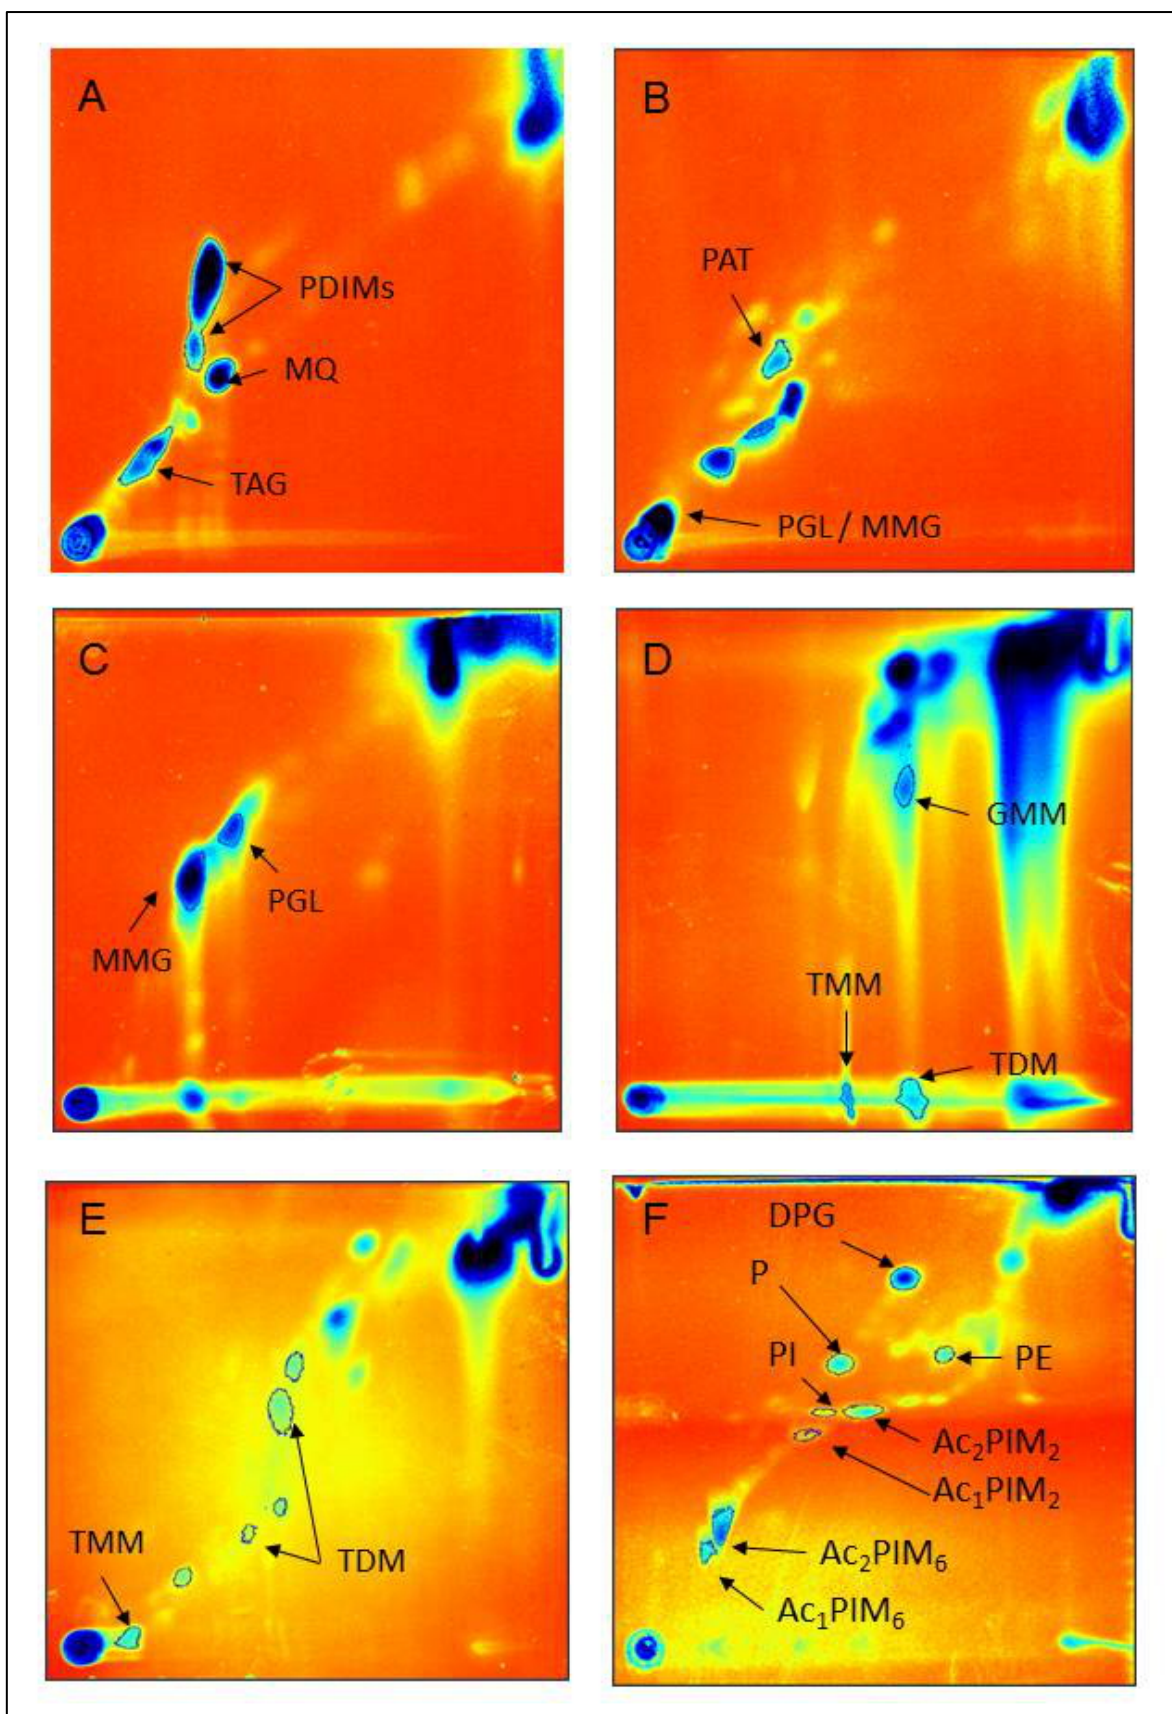 A
PDIMs
MQ
TAG
B
PAT
PGL / MMG
C
PGL
MMG
D
GMM
TMM
TDM
E
TMM
TDM
F
DPG
P
PI
PE
Ac₂PIM₂
Ac₁PIM₂
Ac₂PIM₆
Ac₁PIM₆